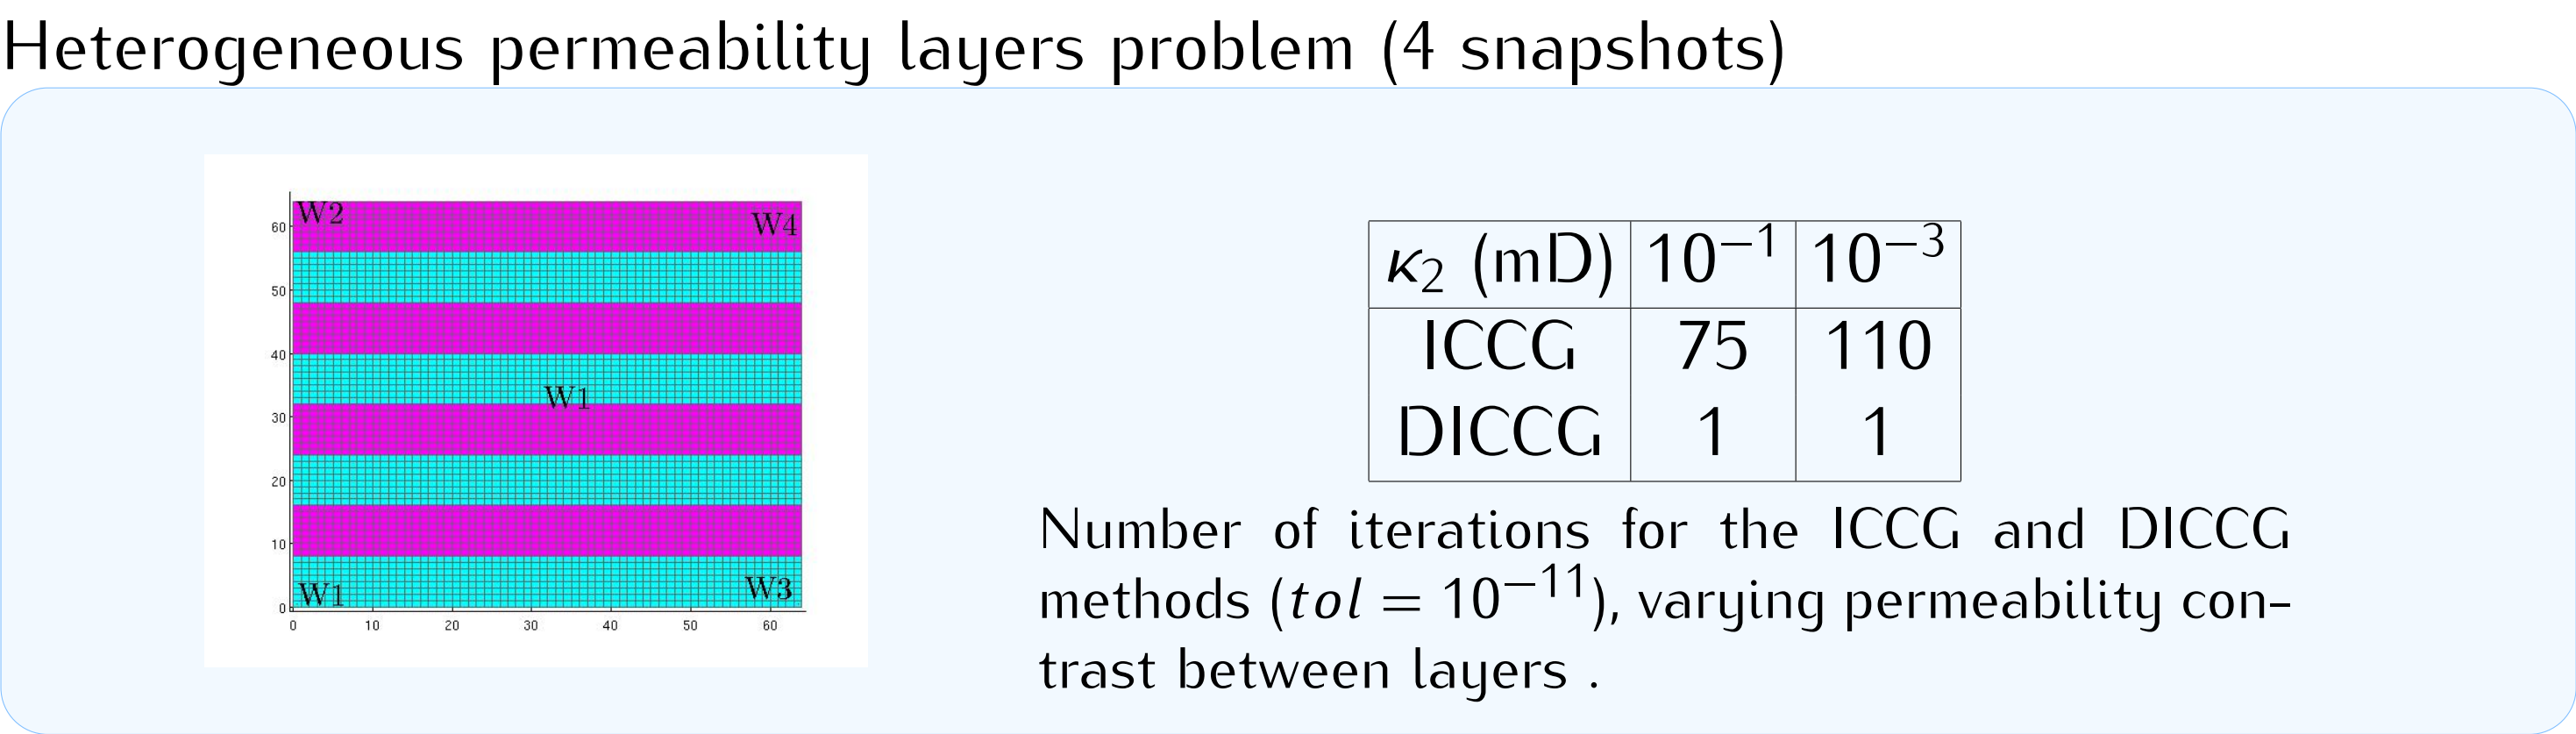 Heterogeneous permeability layers problem (4 snapshots)
60
50
40
30
20
10
0
0 10 20 30 40 50 60
W2
W4
W1
W1
W3
κ₂ (mD) 10⁻¹ 10⁻³
ICCG 75 110
DICCG 1 1
Number of iterations for the ICCG and DICCG
methods (tol = 10⁻¹¹), varying permeability con-
trast between layers .